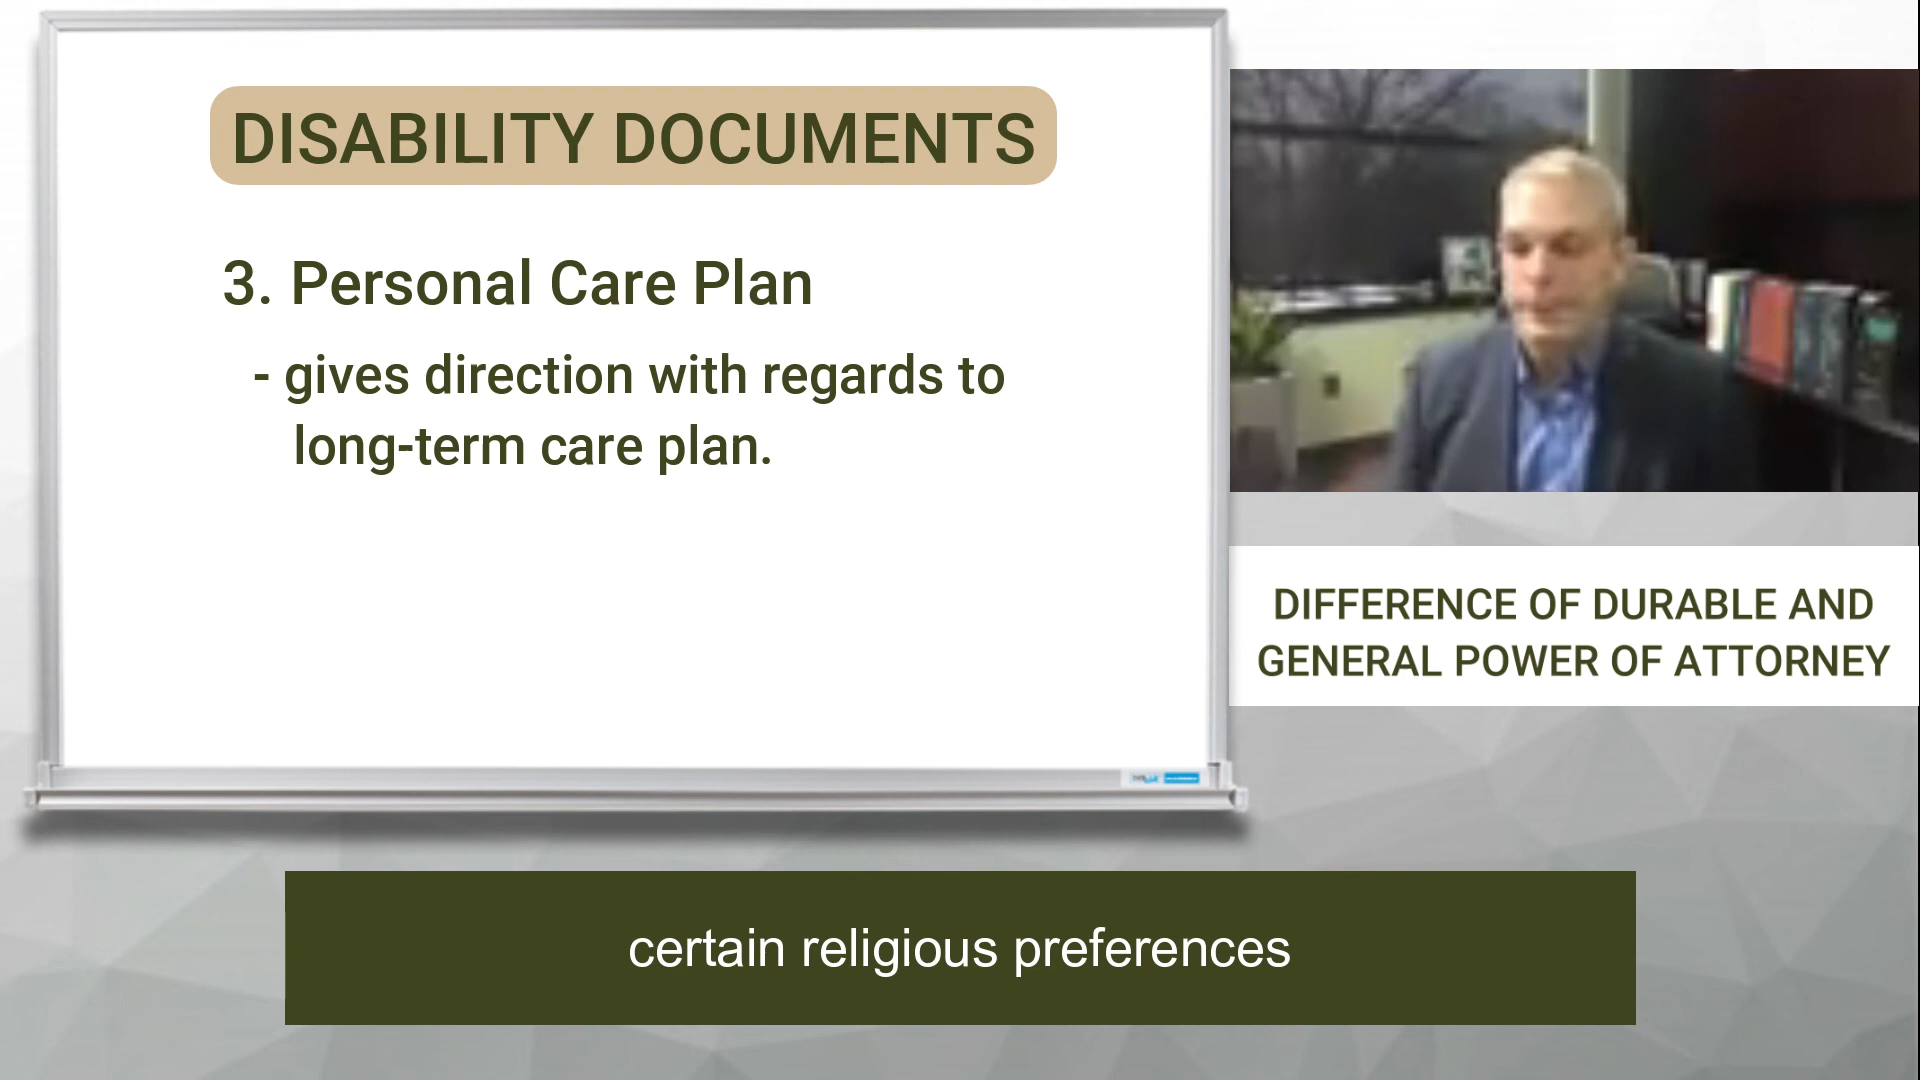 DISABILITY DOCUMENTS
3. Personal Care Plan
- gives direction with regards to
long-term care plan.
DIFFERENCE OF DURABLE AND
GENERAL POWER OF ATTORNEY
certain religious preferences